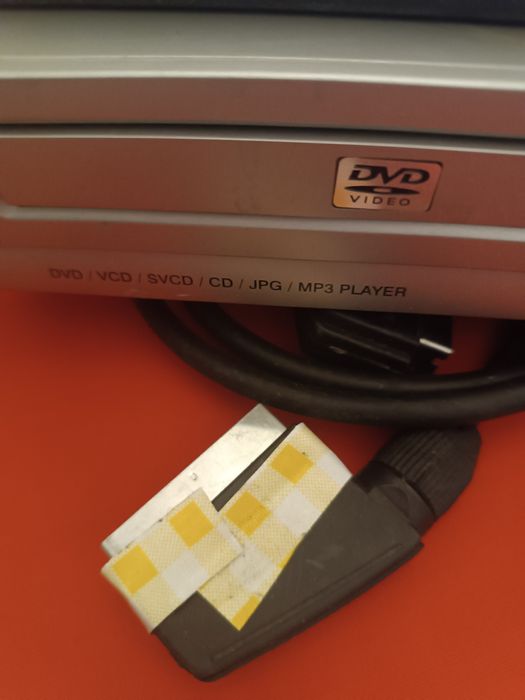 DVD
VIDEO
DVD / VCD / SVCD / CD / JPG / MP3 PLAYER